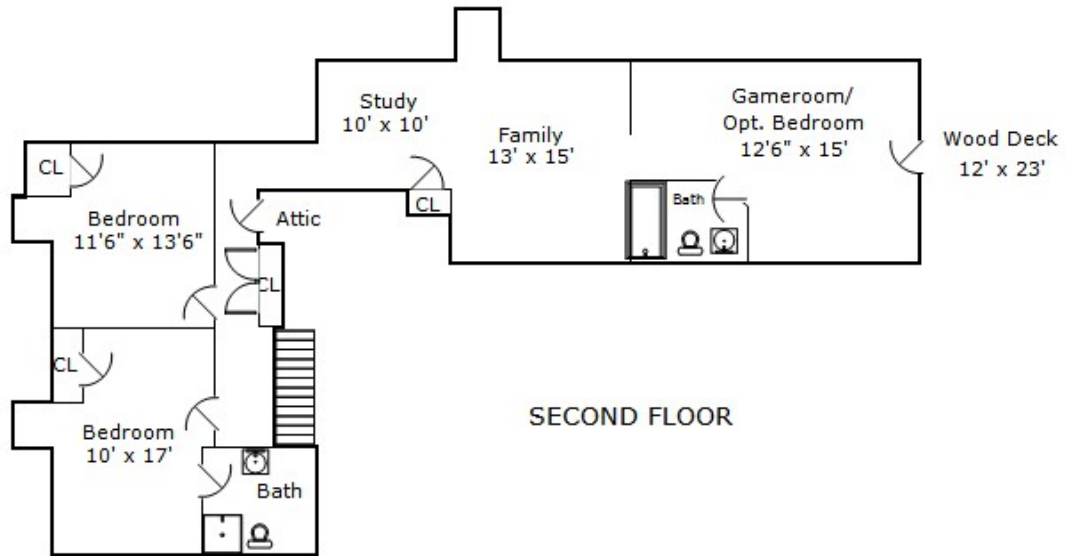 Study
10' x 10'
Family
13' x 15'
Gameroom/
Opt. Bedroom
12'6" x 15'
Wood Deck
12' x 23'
CL
Bedroom
11'6" x 13'6"
Attic
CL
Bath
CL
CL
Bedroom
10' x 17'
SECOND FLOOR
Bath